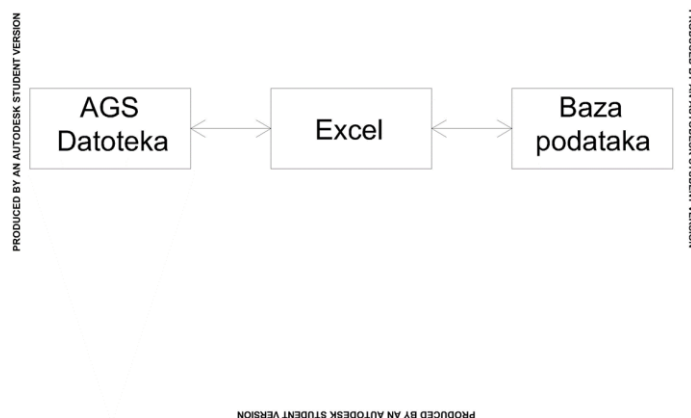 PRODUCED BY AN AUTODESK STUDENT VERSION
AGS
Datoteka
Excel
Baza
podataka
PRODUCED BY AN AUTODESK STUDENT VERSION